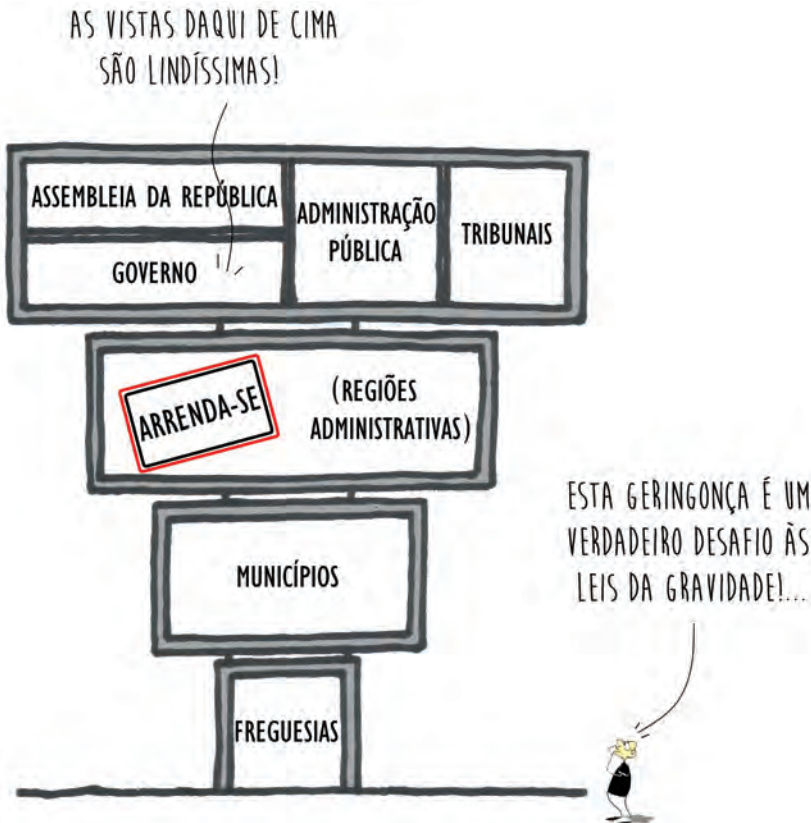 AS VISTAS DAQUI DE CIMA
SÃO LINDÍSSIMAS!
ASSEMBLEIA DA REPÚBLICA
GOVERNO
ADMINISTRAÇÃO
PÚBLICA
TRIBUNAIS
ARRENDA-SE
(REGIÕES
ADMINISTRATIVAS)
MUNICÍPIOS
FREGUESIAS
ESTA GERINGONÇA É UM
VERDADEIRO DESAFIO ÀS
LEIS DA GRAVIDADE!...